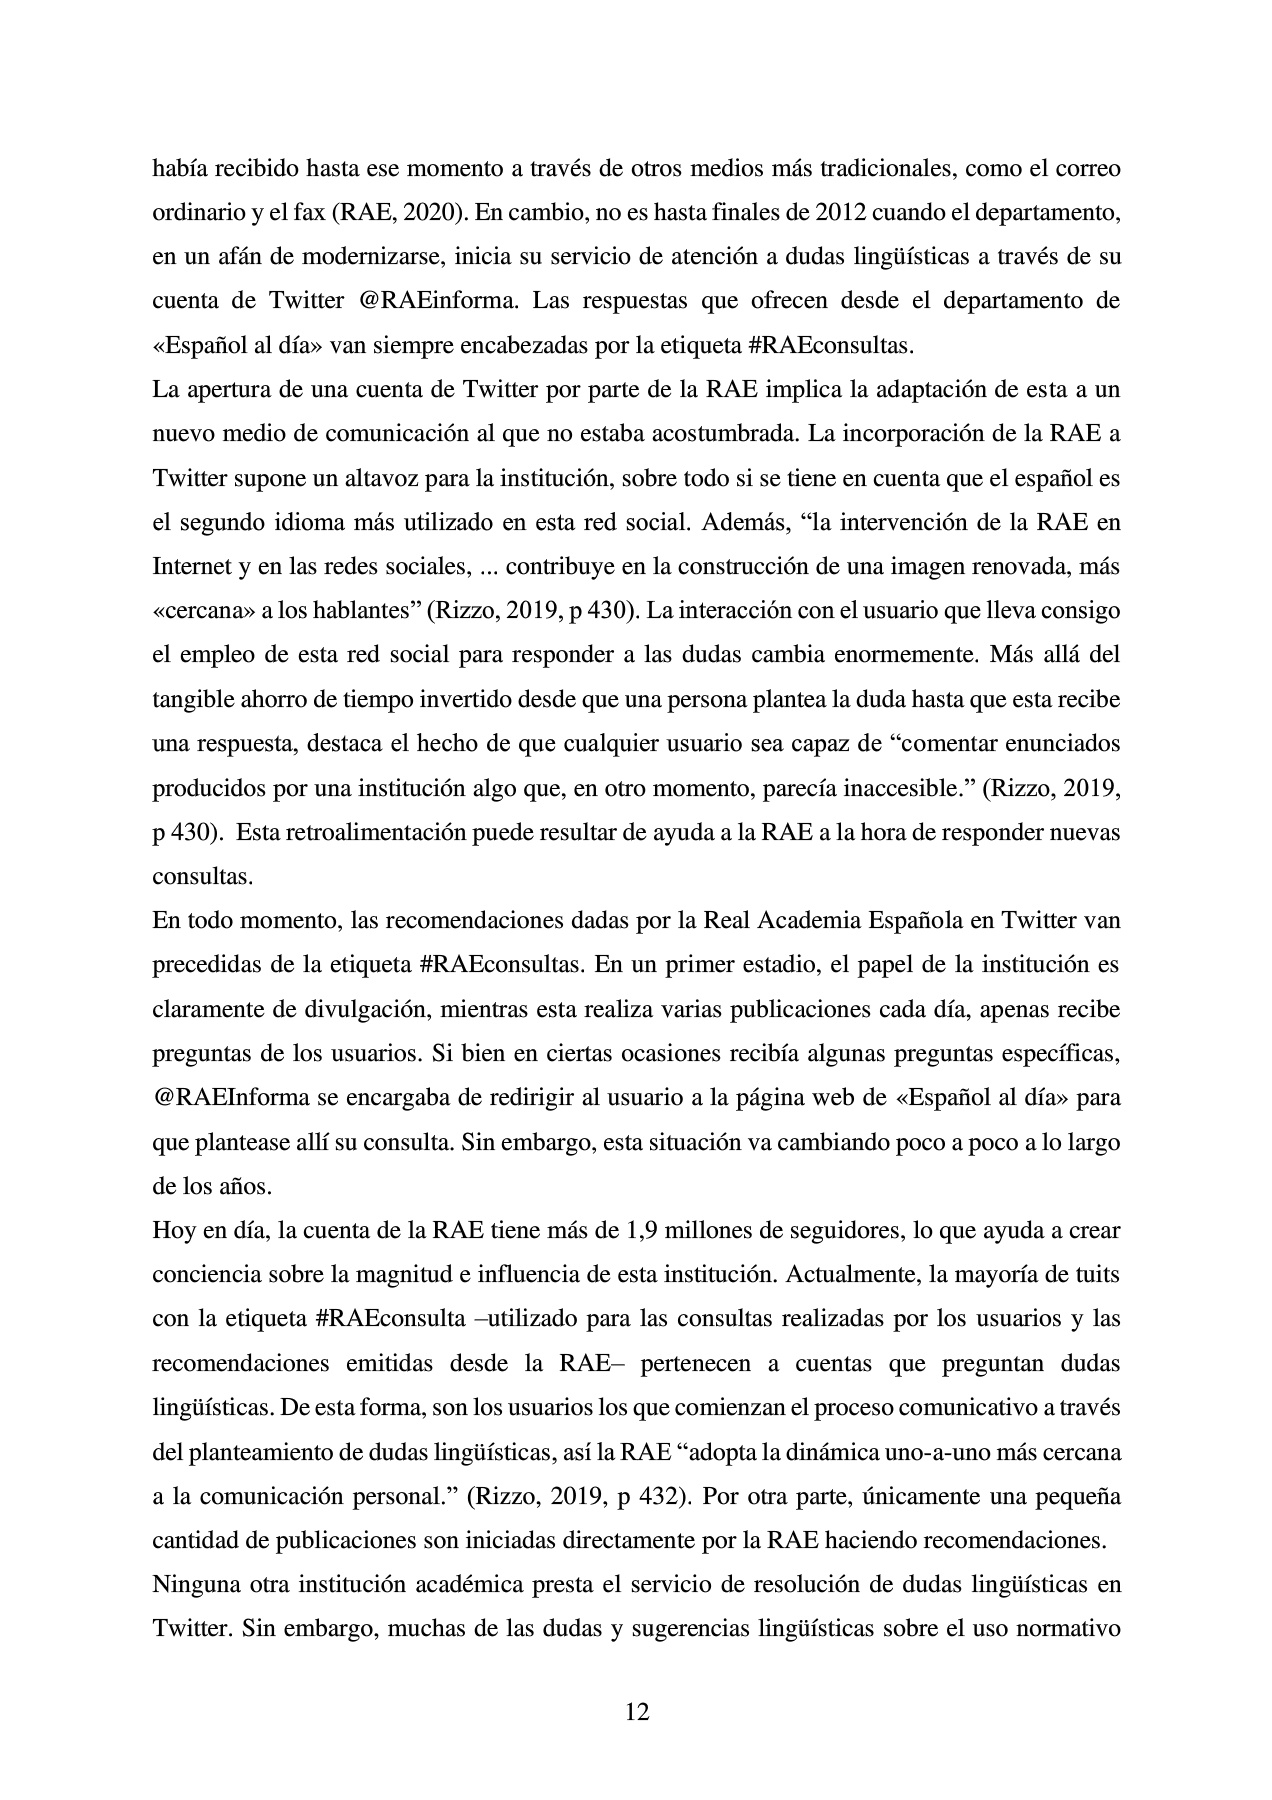 había recibido hasta ese momento a través de otros medios más tradicionales, como el correo
ordinario y el fax (RAE, 2020). En cambio, no es hasta finales de 2012 cuando el departamento,
en un afán de modernizarse, inicia su servicio de atención a dudas lingüísticas a través de su
cuenta de Twitter @RAEinforma. Las respuestas que ofrecen desde el departamento de
«Español al día» van siempre encabezadas por la etiqueta #RAEconsultas.
La apertura de una cuenta de Twitter por parte de la RAE implica la adaptación de esta a un
nuevo medio de comunicación al que no estaba acostumbrada. La incorporación de la RAE a
Twitter supone un altavoz para la institución, sobre todo si se tiene en cuenta que el español es
el segundo idioma más utilizado en esta red social. Además, “la intervención de la RAE en
Internet y en las redes sociales, ... contribuye en la construcción de una imagen renovada, más
«cercana» a los hablantes” (Rizzo, 2019, p 430). La interacción con el usuario que lleva consigo
el empleo de esta red social para responder a las dudas cambia enormemente. Más allá del
tangible ahorro de tiempo invertido desde que una persona plantea la duda hasta que esta recibe
una respuesta, destaca el hecho de que cualquier usuario sea capaz de “comentar enunciados
producidos por una institución algo que, en otro momento, parecía inaccesible.” (Rizzo, 2019,
p 430).  Esta retroalimentación puede resultar de ayuda a la RAE a la hora de responder nuevas
consultas.
En todo momento, las recomendaciones dadas por la Real Academia Española en Twitter van
precedidas de la etiqueta #RAEconsultas. En un primer estadio, el papel de la institución es
claramente de divulgación, mientras esta realiza varias publicaciones cada día, apenas recibe
preguntas de los usuarios. Si bien en ciertas ocasiones recibía algunas preguntas específicas,
@RAEInforma se encargaba de redirigir al usuario a la página web de «Español al día» para
que plantease allí su consulta. Sin embargo, esta situación va cambiando poco a poco a lo largo
de los años.
Hoy en día, la cuenta de la RAE tiene más de 1,9 millones de seguidores, lo que ayuda a crear
conciencia sobre la magnitud e influencia de esta institución. Actualmente, la mayoría de tuits
con la etiqueta #RAEconsulta –utilizado para las consultas realizadas por los usuarios y las
recomendaciones emitidas desde la RAE– pertenecen a cuentas que preguntan dudas
lingüísticas. De esta forma, son los usuarios los que comienzan el proceso comunicativo a través
del planteamiento de dudas lingüísticas, así la RAE “adopta la dinámica uno-a-uno más cercana
a la comunicación personal.” (Rizzo, 2019, p 432). Por otra parte, únicamente una pequeña
cantidad de publicaciones son iniciadas directamente por la RAE haciendo recomendaciones.
Ninguna otra institución académica presta el servicio de resolución de dudas lingüísticas en
Twitter. Sin embargo, muchas de las dudas y sugerencias lingüísticas sobre el uso normativo
12